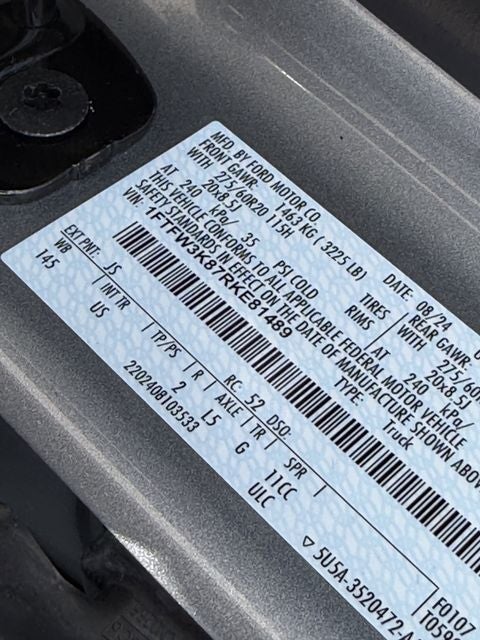 MFD. BY FORD MOTOR CO.
DATE: 08/24
FRONT GAWR: 1463 KG ( 3225 LB)
REAR GAWR:
WITH 275/60R20 115H TIRES
275/60
20x8.5J RIMS
20x8.5J
AT 240 kPa/ 35 PSI COLD
AT 240 kPa/
THIS VEHICLE CONFORMS TO ALL APPLICABLE FEDERAL MOTOR VEHICLE
SAFETY STANDARDS IN EFFECT ON THE DATE OF MANUFACTURE SHOWN ABOV
VIN: 1FTFW3K87RKE81489
TYPE: Truck
EXT PNT: JS RC: 52 DSO:
WB | INT TR | TP/PS | R | AXLE | TR | SPR |
145 US 2 L5 G 11CC
2202408103533 ULC
▽ 5U5A-3520472-
F0107
T05